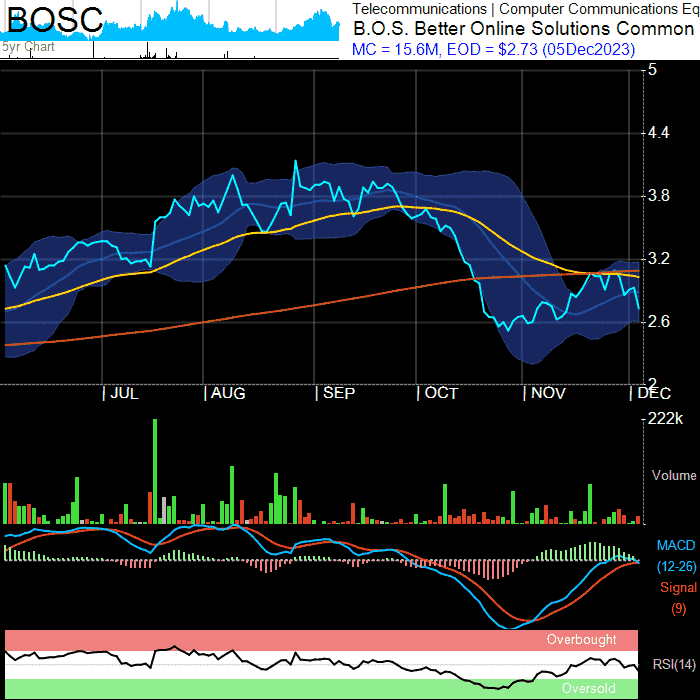 BOSC
5yr Chart
Telecommunications | Computer Communications Eq
B.O.S. Better Online Solutions Common
MC = 15.6M, EOD = $2.73 (05Dec2023)
5
4.4
3.8
3.2
2.6
2
JUL
AUG
SEP
OCT
NOV
DEC
222k
Volume
MACD
(12-26)
Signal
(9)
Overbought
RSI(14)
Oversold